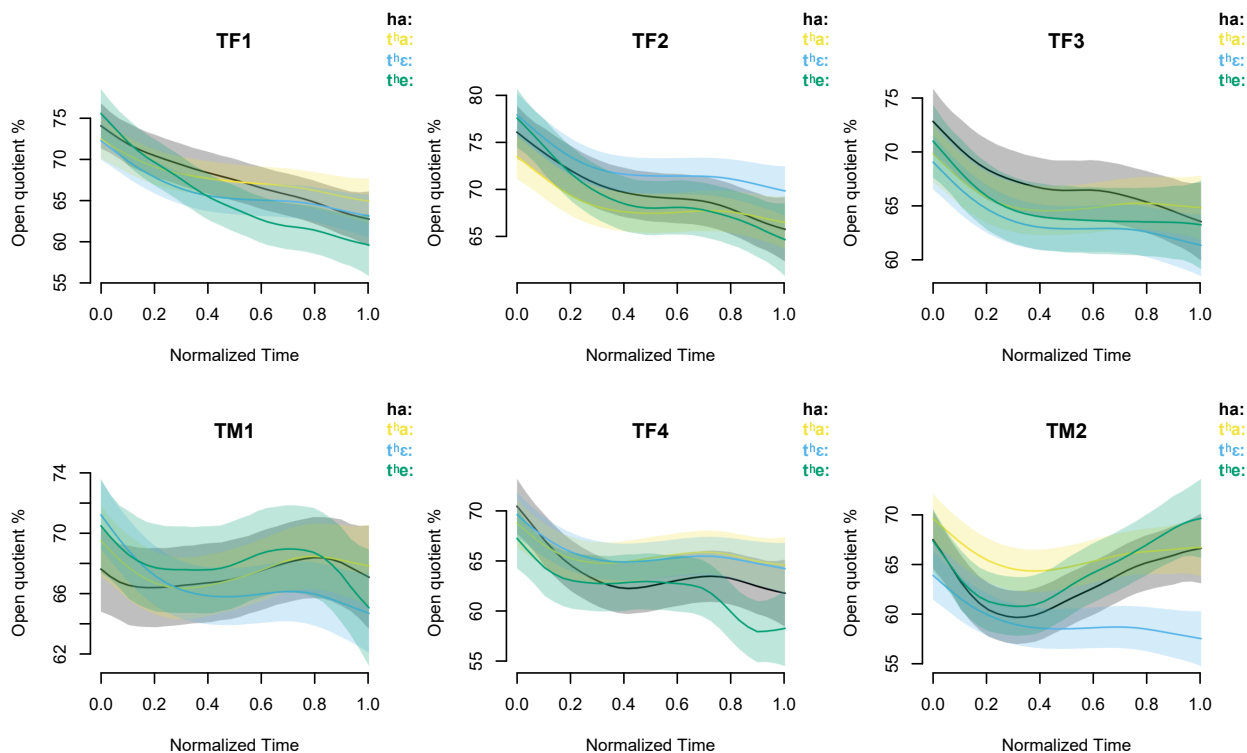 TF1
ha:
tʰa:
tʰɛ:
tʰe:
Open quotient %
75
70
65
60
55
0.0 0.2 0.4 0.6 0.8 1.0
Normalized Time
TF2
ha:
tʰa:
tʰɛ:
tʰe:
Open quotient %
80
75
70
65
0.0 0.2 0.4 0.6 0.8 1.0
Normalized Time
TF3
ha:
tʰa:
tʰɛ:
tʰe:
Open quotient %
75
70
65
60
0.0 0.2 0.4 0.6 0.8 1.0
Normalized Time
TM1
ha:
tʰa:
tʰɛ:
tʰe:
Open quotient %
74
70
66
62
0.0 0.2 0.4 0.6 0.8 1.0
Normalized Time
TF4
ha:
tʰa:
tʰɛ:
tʰe:
Open quotient %
70
65
60
55
0.0 0.2 0.4 0.6 0.8 1.0
Normalized Time
TM2
ha:
tʰa:
tʰɛ:
tʰe:
Open quotient %
70
65
60
55
0.0 0.2 0.4 0.6 0.8 1.0
Normalized Time